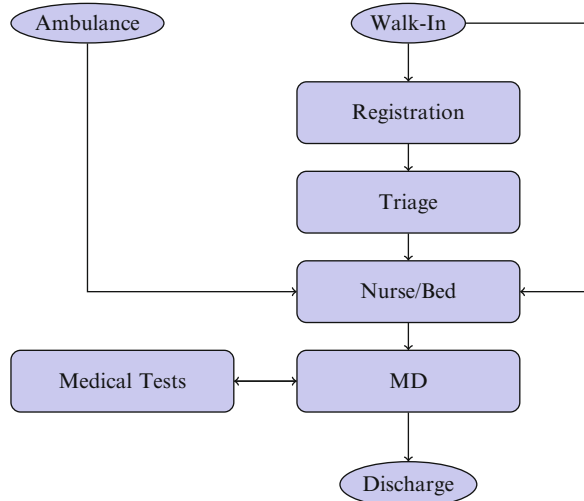 Ambulance
Walk-In
Registration
Triage
Nurse/Bed
Medical Tests
MD
Discharge